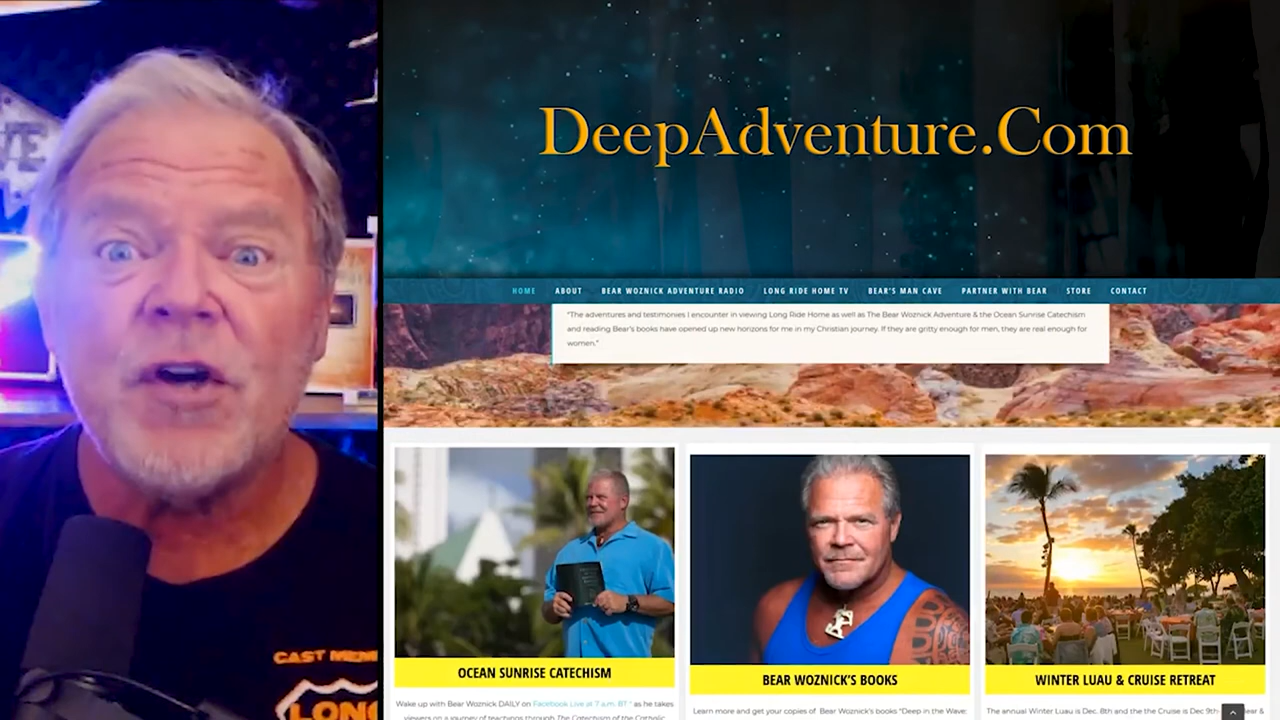 DeepAdventure.Com
HOME ABOUT BEAR WOZNICK ADVENTURE RADIO LONG RIDE HOME TV BEAR'S MAN CAVE PARTNER WITH BEAR STORE CONTACT
"The adventures and testimonies I encounter in viewing Long Ride Home as well as The Bear Woznick Adventure & the Ocean Sunrise Catechism
and reading Bear's books have opened up new horizons for me in my Christian journey. If they are gritty enough for men, they are real enough for
women."
OCEAN SUNRISE CATECHISM
BEAR WOZNICK'S BOOKS
WINTER LUAU & CRUISE RETREAT
Wake up with Bear Woznick DAILY on Facebook Live at 7 a.m. as he takes
viewers on a journey of teachings through The Catechism of the Catholic
Learn more and get your copies of Bear Woznick's books "Deep in the Wave:
The annual Winter Luau is Dec. 8th and the the Cruise is Dec 9th
CAST
LONG